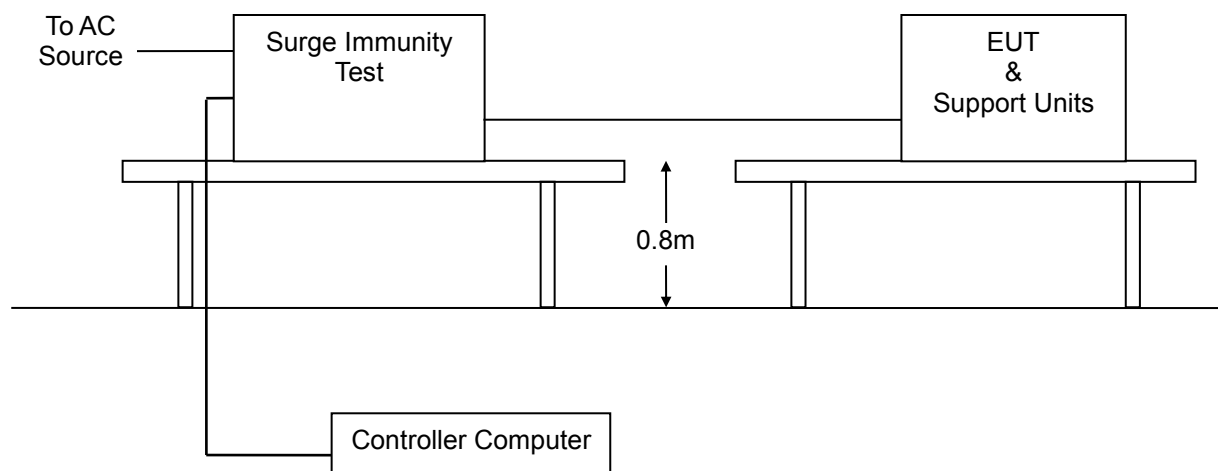 To AC
Source
Surge Immunity
Test
EUT
&
Support Units
0.8m
Controller Computer